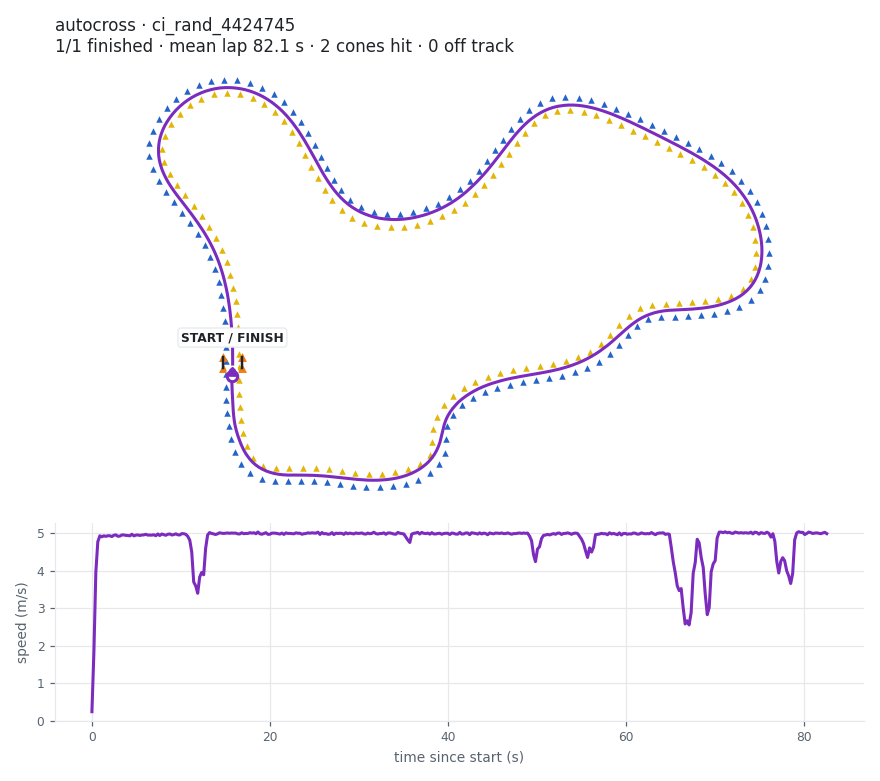 autocross · ci_rand_4424745
1/1 finished · mean lap 82.1 s · 2 cones hit · 0 off track
START / FINISH
5
4
3
2
1
0
speed (m/s)
0 20 40 60 80
time since start (s)